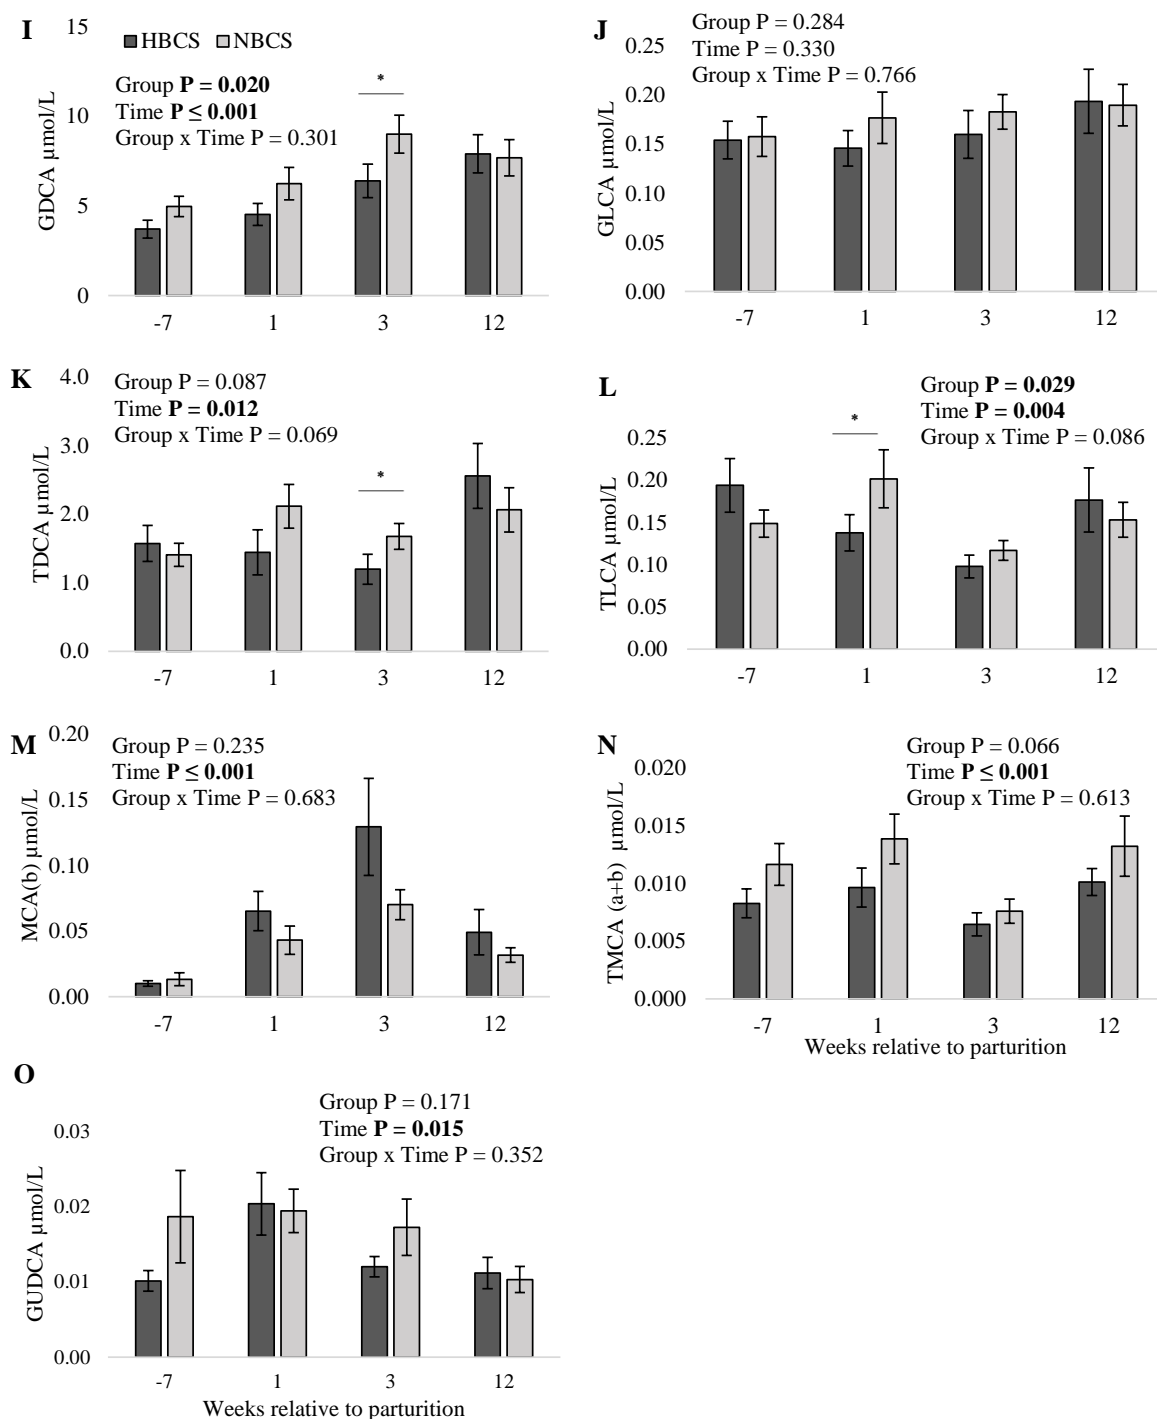 I
15
HBCS NBCS
Group P = 0.020
Time P ≤ 0.001
Group x Time P = 0.301
*
10
5
0
GDCA µmol/L
-7 1 3 12
J
Group P = 0.284
Time P = 0.330
Group x Time P = 0.766
0.25
0.20
0.15
0.10
0.05
0.00
GLCA µmol/L
-7 1 3 12
K
Group P = 0.087
Time P = 0.012
Group x Time P = 0.069
*
4.0
3.0
2.0
1.0
0.0
TDCA µmol/L
-7 1 3 12
L
Group P = 0.029
Time P = 0.004
Group x Time P = 0.086
*
0.25
0.20
0.15
0.10
0.05
0.00
TLCA µmol/L
-7 1 3 12
M
Group P = 0.235
Time P ≤ 0.001
Group x Time P = 0.683
0.20
0.15
0.10
0.05
0.00
MCA(b) µmol/L
-7 1 3 12
N
Group P = 0.066
Time P ≤ 0.001
Group x Time P = 0.613
0.020
0.015
0.010
0.005
0.000
TMCA (a+b) µmol/L
-7 1 3 12
Weeks relative to parturition
O
Group P = 0.171
Time P = 0.015
Group x Time P = 0.352
0.03
0.02
0.01
0.00
GUDCA µmol/L
-7 1 3 12
Weeks relative to parturition